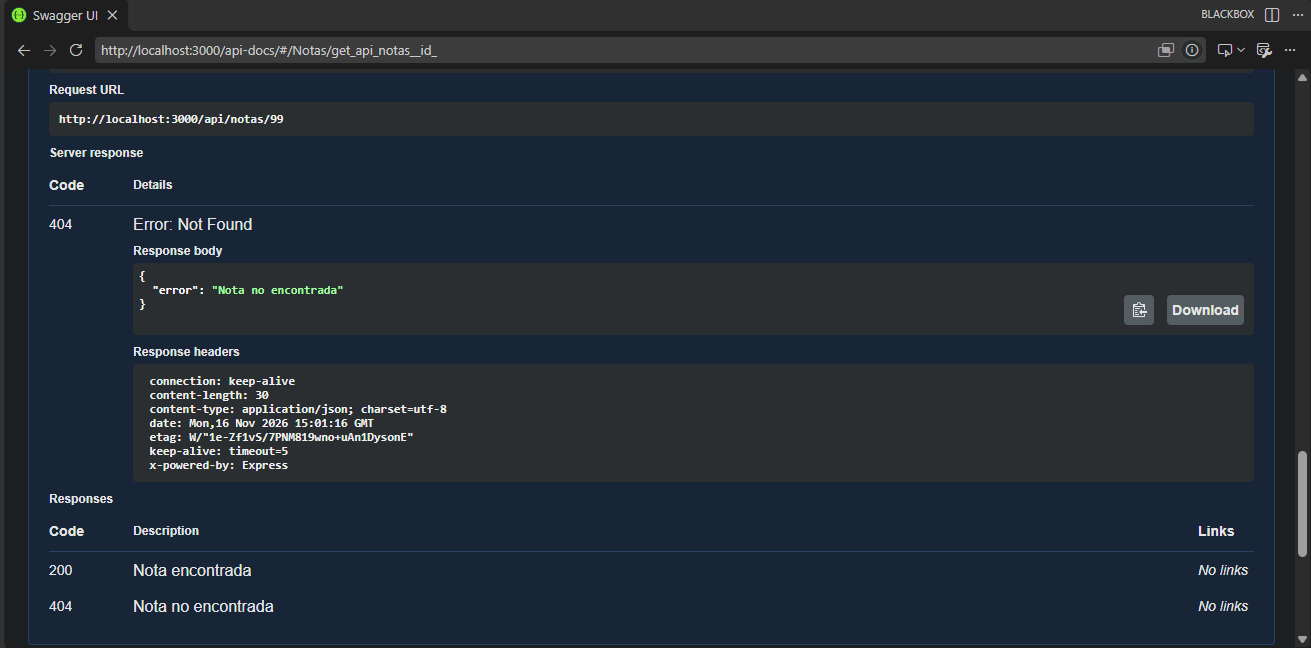 Swagger UI
BLACKBOX
http://localhost:3000/api-docs/#/Notas/get_api_notas__id_
Request URL
http://localhost:3000/api/notas/99
Server response
Code Details
404 Error: Not Found
Response body
{
"error": "Nota no encontrada"
}
Download
Response headers
connection: keep-alive
content-length: 30
content-type: application/json; charset=utf-8
date: Mon,16 Nov 2026 15:01:16 GMT
etag: W/"1e-Zf1vS/7PNM819wno+uAn1DysonE"
keep-alive: timeout=5
x-powered-by: Express
Responses
Code Description Links
200 Nota encontrada No links
404 Nota no encontrada No links